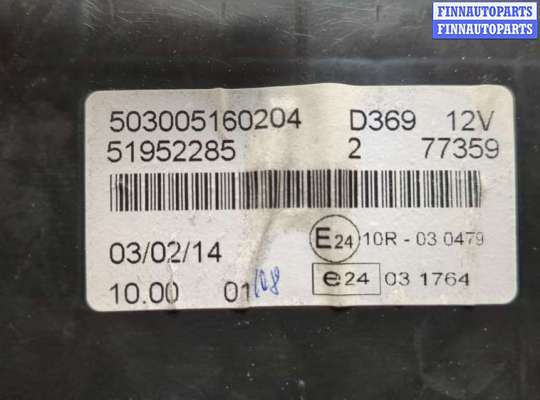 FINNAUTOPARTS
FINNAUTOPARTS
503005160204 D369 12V
51952285 2 77359
E24 10R - 03 0479
03/02/14
e24 03 1764
10.00 01 108